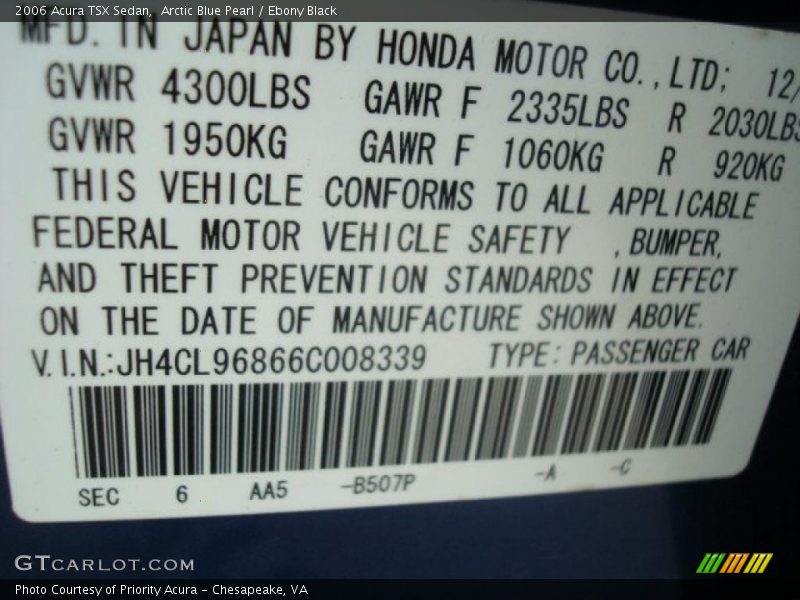 2006 Acura TSX Sedan, Arctic Blue Pearl / Ebony Black
MFD. IN JAPAN BY HONDA MOTOR CO.,LTD; 12/
GVWR 4300LBS GAWR F 2335LBS R 2030LBS
GVWR 1950KG GAWR F 1060KG R 920KG
THIS VEHICLE CONFORMS TO ALL APPLICABLE
FEDERAL MOTOR VEHICLE SAFETY , BUMPER,
AND THEFT PREVENTION STANDARDS IN EFFECT
ON THE DATE OF MANUFACTURE SHOWN ABOVE.
V.I.N.:JH4CL96866C008339 TYPE: PASSENGER CAR
SEC 6 AA5 -B507P -A -C
GTCARLOT.COM
Photo Courtesy of Priority Acura - Chesapeake, VA